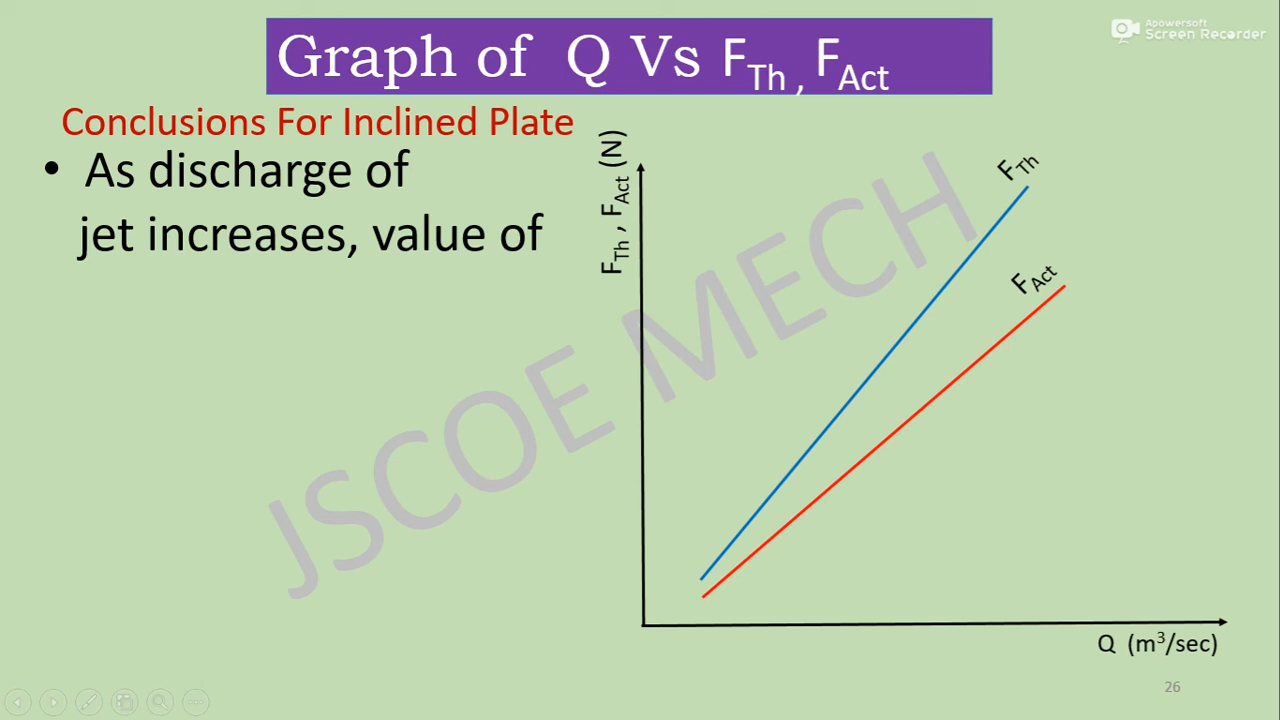 Apowersoft
Screen Recorder
Graph of Q Vs F_Th , F_Act
Conclusions For Inclined Plate
• As discharge of
jet increases, value of
F_Th , F_Act (N)
F_Th
F_Act
JSCOE MECH
Q (m³/sec)
26